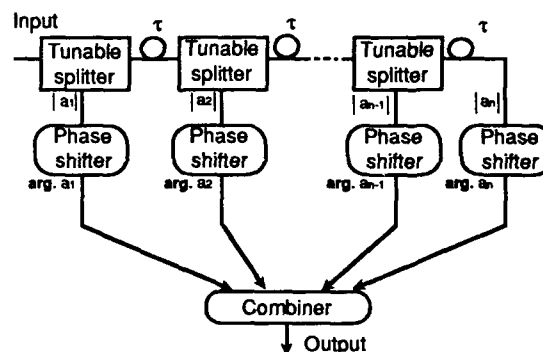 Input
τ
τ
τ
Tunable
splitter
Tunable
splitter
Tunable
splitter
|a1|
|a2|
|an-1|
|an|
Phase
shifter
Phase
shifter
Phase
shifter
Phase
shifter
arg. a1
arg. a2
arg. an-1
arg. an
Combiner
Output